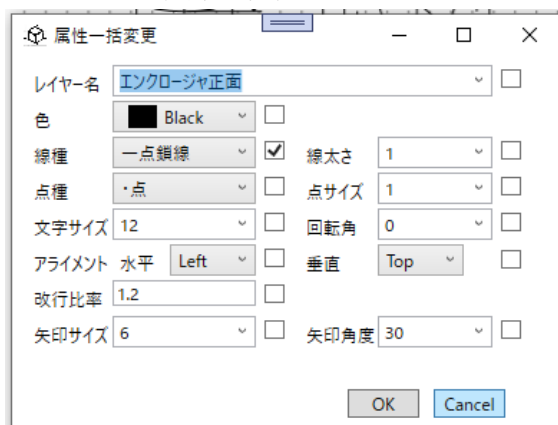 属性一括変更
レイヤー名 エンクロージャ正面
色 Black
線種 一点鎖線 線太さ 1
点種 ・点 点サイズ 1
文字サイズ 12 回転角 0
アライメント 水平 Left 垂直 Top
改行比率 1.2
矢印サイズ 6 矢印角度 30
OK Cancel